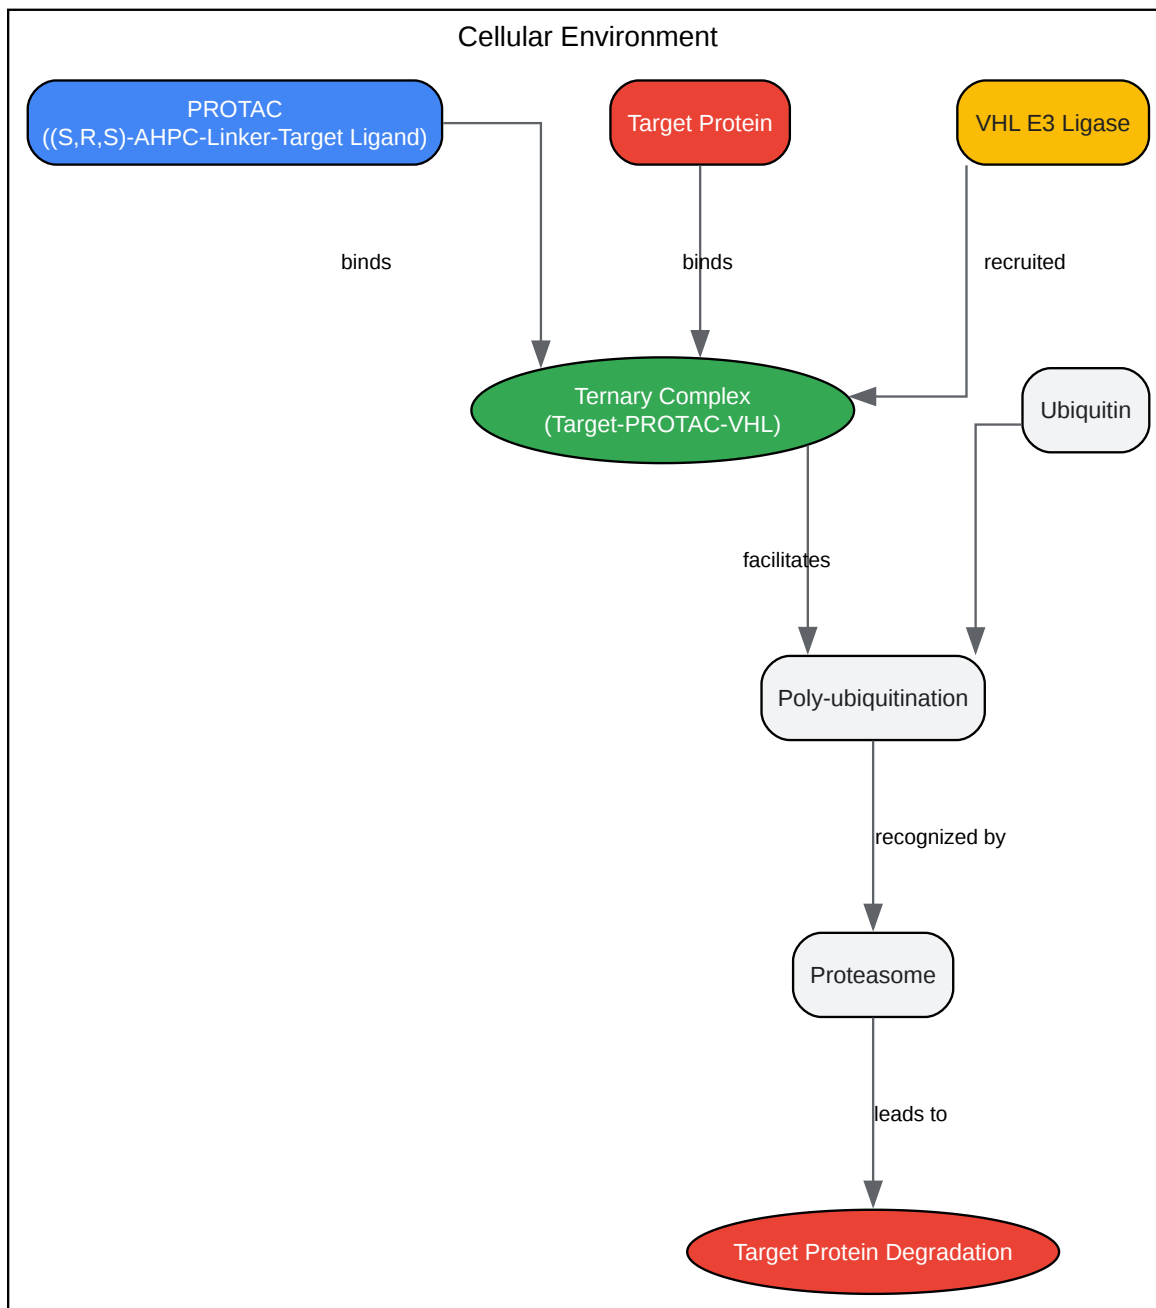 Cellular Environment
PROTAC
((S,R,S)-AHPC-Linker-Target Ligand)
Target Protein
VHL E3 Ligase
binds
binds
recruited
Ternary Complex
(Target-PROTAC-VHL)
Ubiquitin
facilitates
Poly-ubiquitination
recognized by
Proteasome
leads to
Target Protein Degradation